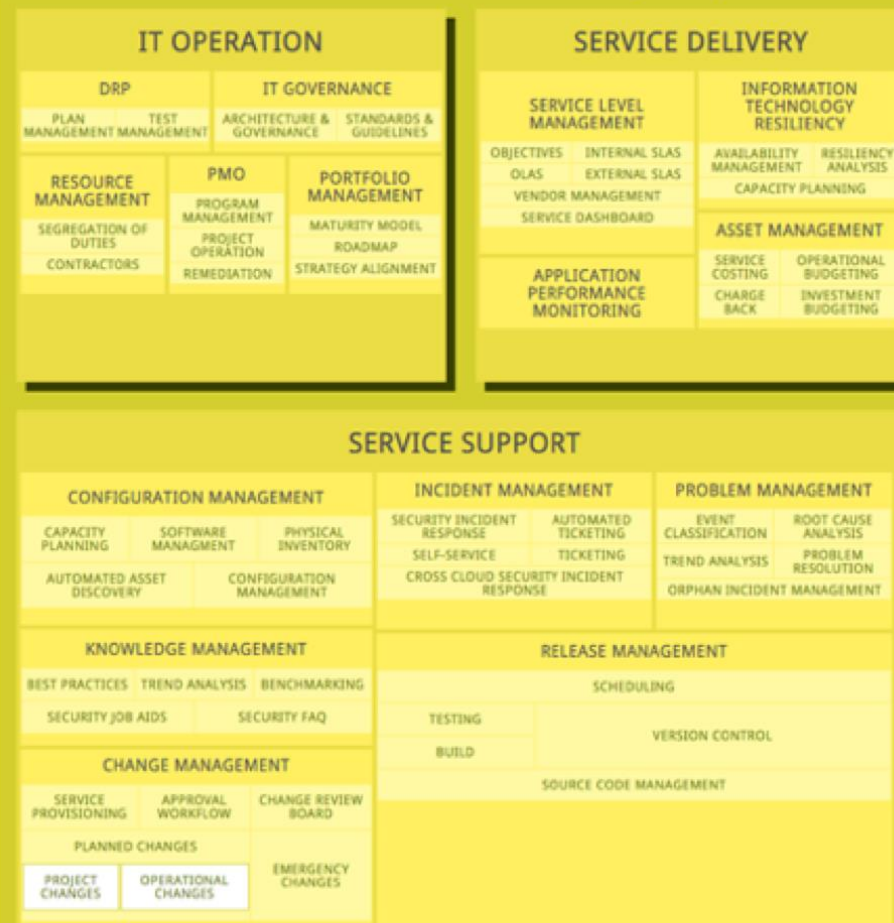 IT OPERATION
DRP
PLAN
MANAGEMENT
TEST
MANAGEMENT
IT GOVERNANCE
ARCHITECTURE &
GOVERNANCE
STANDARDS &
GUIDELINES
RESOURCE
MANAGEMENT
SEGREGATION OF
DUTIES
CONTRACTORS
PMO
PROGRAM
MANAGEMENT
PROJECT
OPERATION
REMEDIATION
PORTFOLIO
MANAGEMENT
MATURITY MODEL
ROADMAP
STRATEGY ALIGNMENT
SERVICE DELIVERY
SERVICE LEVEL
MANAGEMENT
OBJECTIVES
INTERNAL SLAS
OLAS
EXTERNAL SLAS
VENDOR MANAGEMENT
SERVICE DASHBOARD
APPLICATION
PERFORMANCE
MONITORING
INFORMATION
TECHNOLOGY
RESILIENCY
AVAILABILITY
MANAGEMENT
RESILIENCY
ANALYSIS
CAPACITY PLANNING
ASSET MANAGEMENT
SERVICE
COSTING
OPERATIONAL
BUDGETING
CHARGE
BACK
INVESTMENT
BUDGETING
SERVICE SUPPORT
CONFIGURATION MANAGEMENT
CAPACITY
PLANNING
SOFTWARE
MANAGMENT
PHYSICAL
INVENTORY
AUTOMATED ASSET
DISCOVERY
CONFIGURATION
MANAGEMENT
KNOWLEDGE MANAGEMENT
BEST PRACTICES
TREND ANALYSIS
BENCHMARKING
SECURITY JOB AIDS
SECURITY FAQ
CHANGE MANAGEMENT
SERVICE
PROVISIONING
APPROVAL
WORKFLOW
CHANGE REVIEW
BOARD
PLANNED CHANGES
PROJECT
CHANGES
OPERATIONAL
CHANGES
EMERGENCY
CHANGES
INCIDENT MANAGEMENT
SECURITY INCIDENT
RESPONSE
AUTOMATED
TICKETING
SELF-SERVICE
TICKETING
CROSS CLOUD SECURITY INCIDENT
RESPONSE
PROBLEM MANAGEMENT
EVENT
CLASSIFICATION
ROOT CAUSE
ANALYSIS
TREND ANALYSIS
PROBLEM
RESOLUTION
ORPHAN INCIDENT MANAGEMENT
RELEASE MANAGEMENT
SCHEDULING
TESTING
BUILD
VERSION CONTROL
SOURCE CODE MANAGEMENT